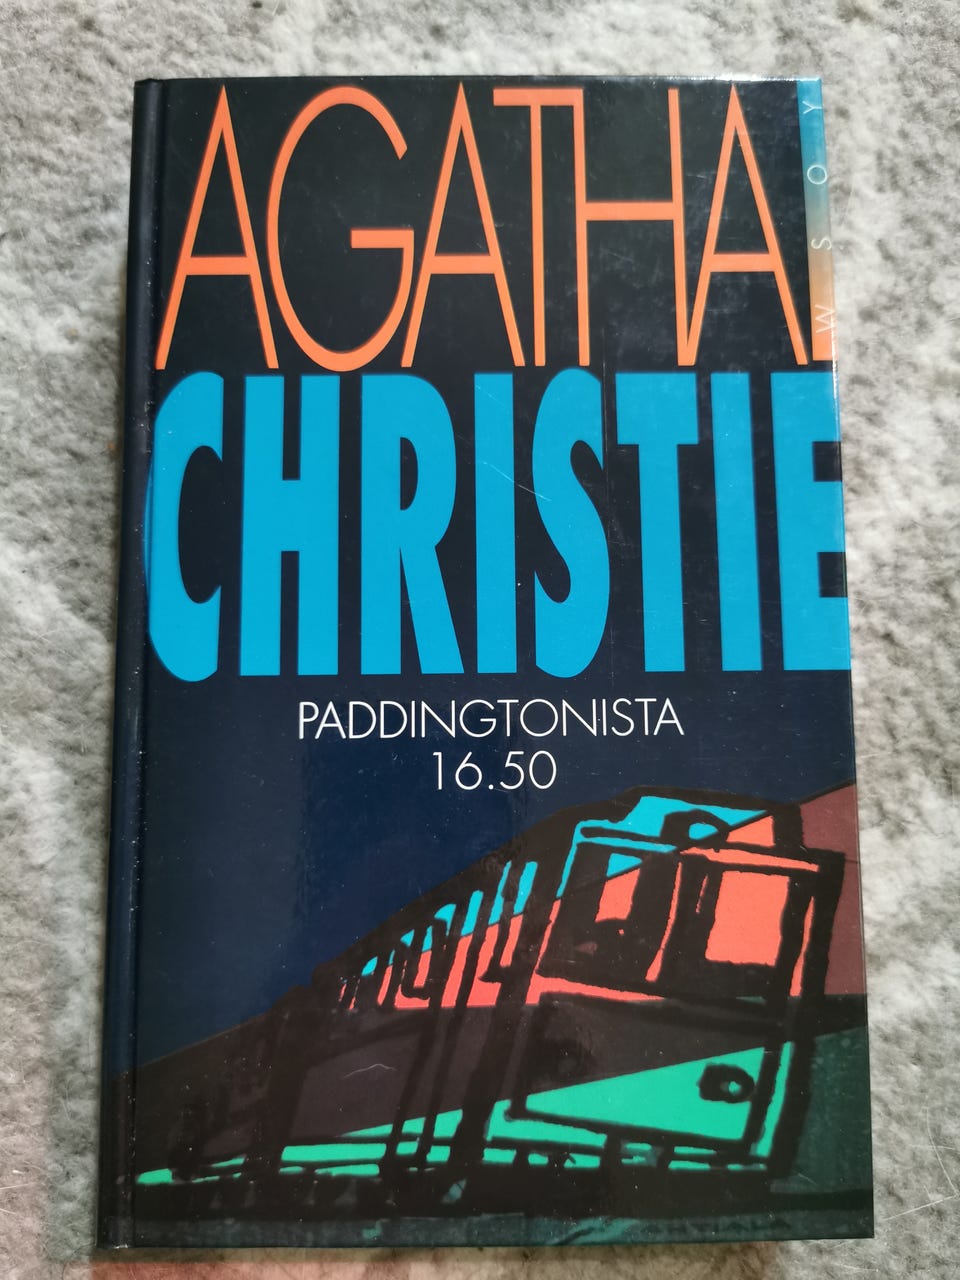 AGATHA
CHRISTIE
PADDINGTONISTA
16.50
WSOY